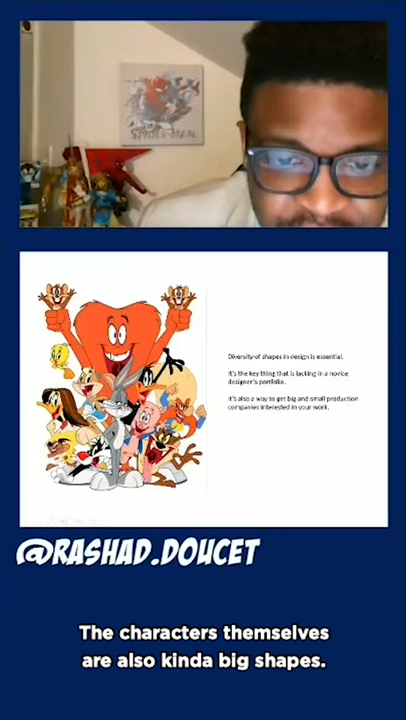 SPIDER-MAN
Diversity of shapes in design is essential.
It's the key thing that is lacking in a novice
designer's portfolio.
It's also a way to get big and small production
companies interested in your work.
@RASHAD.DOUCET
The characters themselves
are also kinda big shapes.